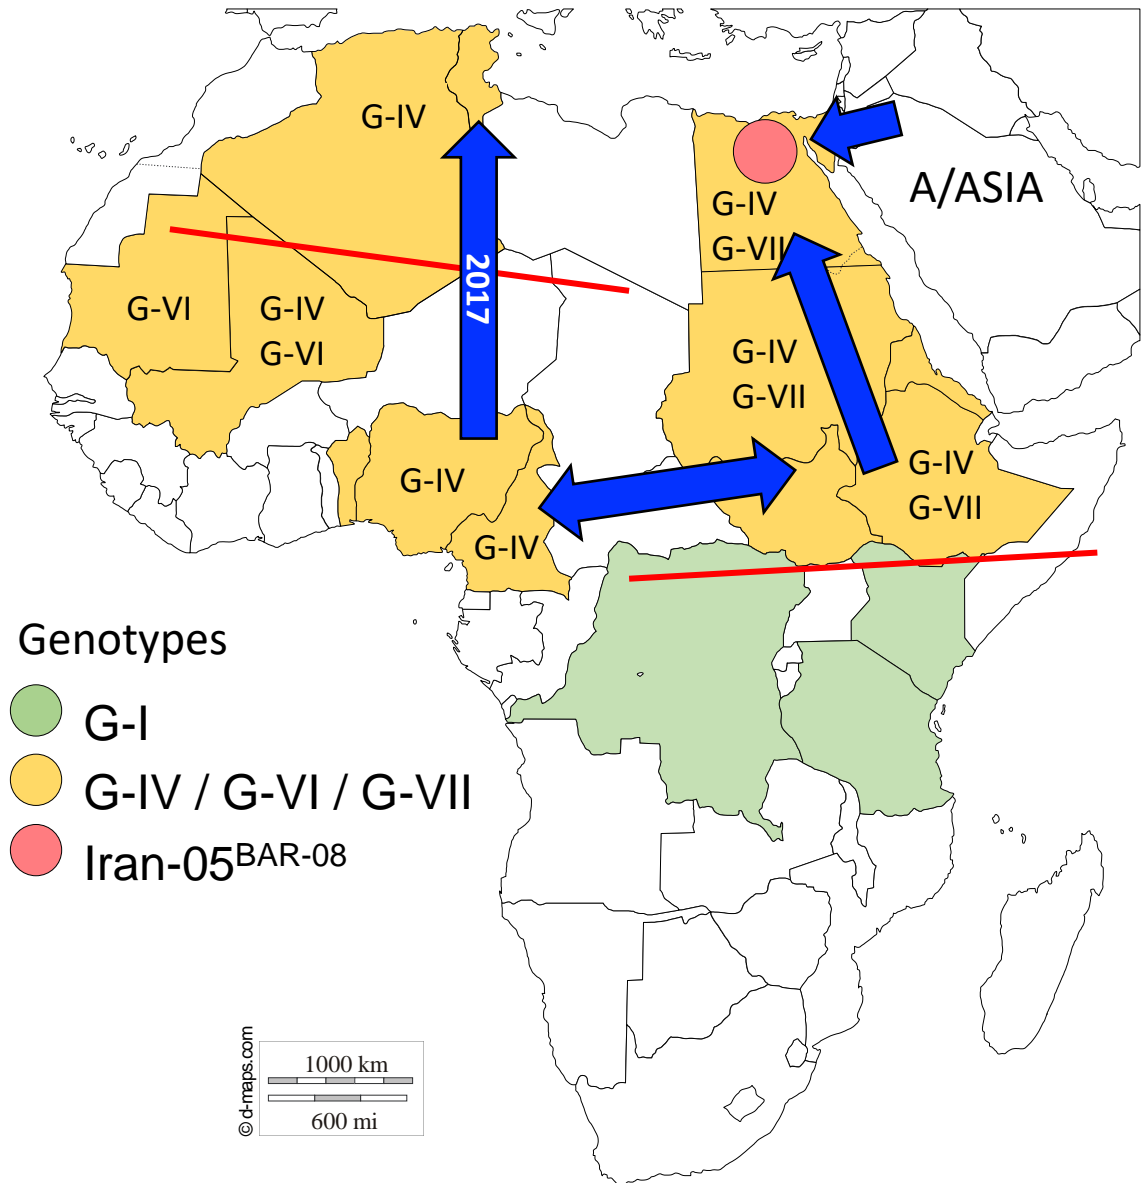 G-IV
A/ASIA
G-IV
G-VII
2017
G-VI
G-IV
G-VI
G-IV
G-VII
G-IV
G-VII
G-IV
G-IV
Genotypes
G-I
G-IV / G-VI / G-VII
Iran-05BAR-08
© d-maps.com
1000 km
600 mi